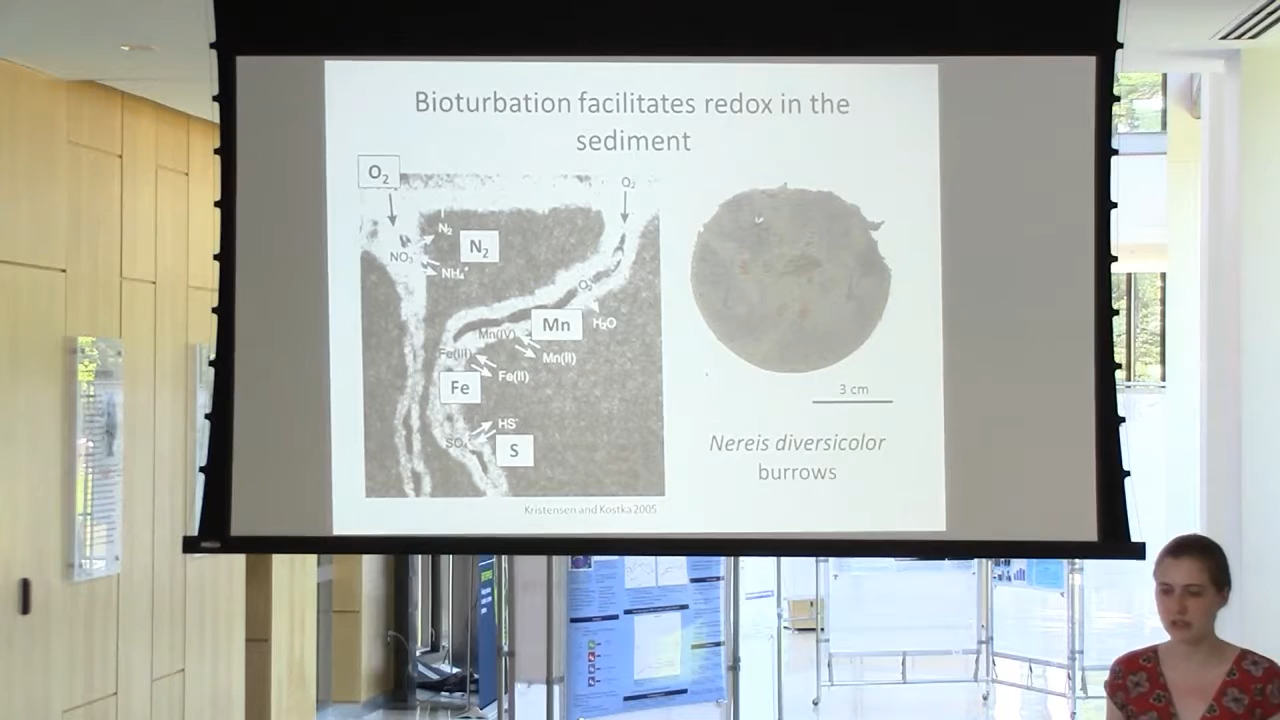 Bioturbation facilitates redox in the
sediment
O₂
O₂
N₂
N₂
NO₃
NH₄⁺
O₂
Mn
H₂O
Mn(IV)
Mn(II)
Fe(III)
Fe(II)
Fe
HS⁻
SO₄
S
Kristensen and Kostka 2005
3 cm
Nereis diversicolor
burrows